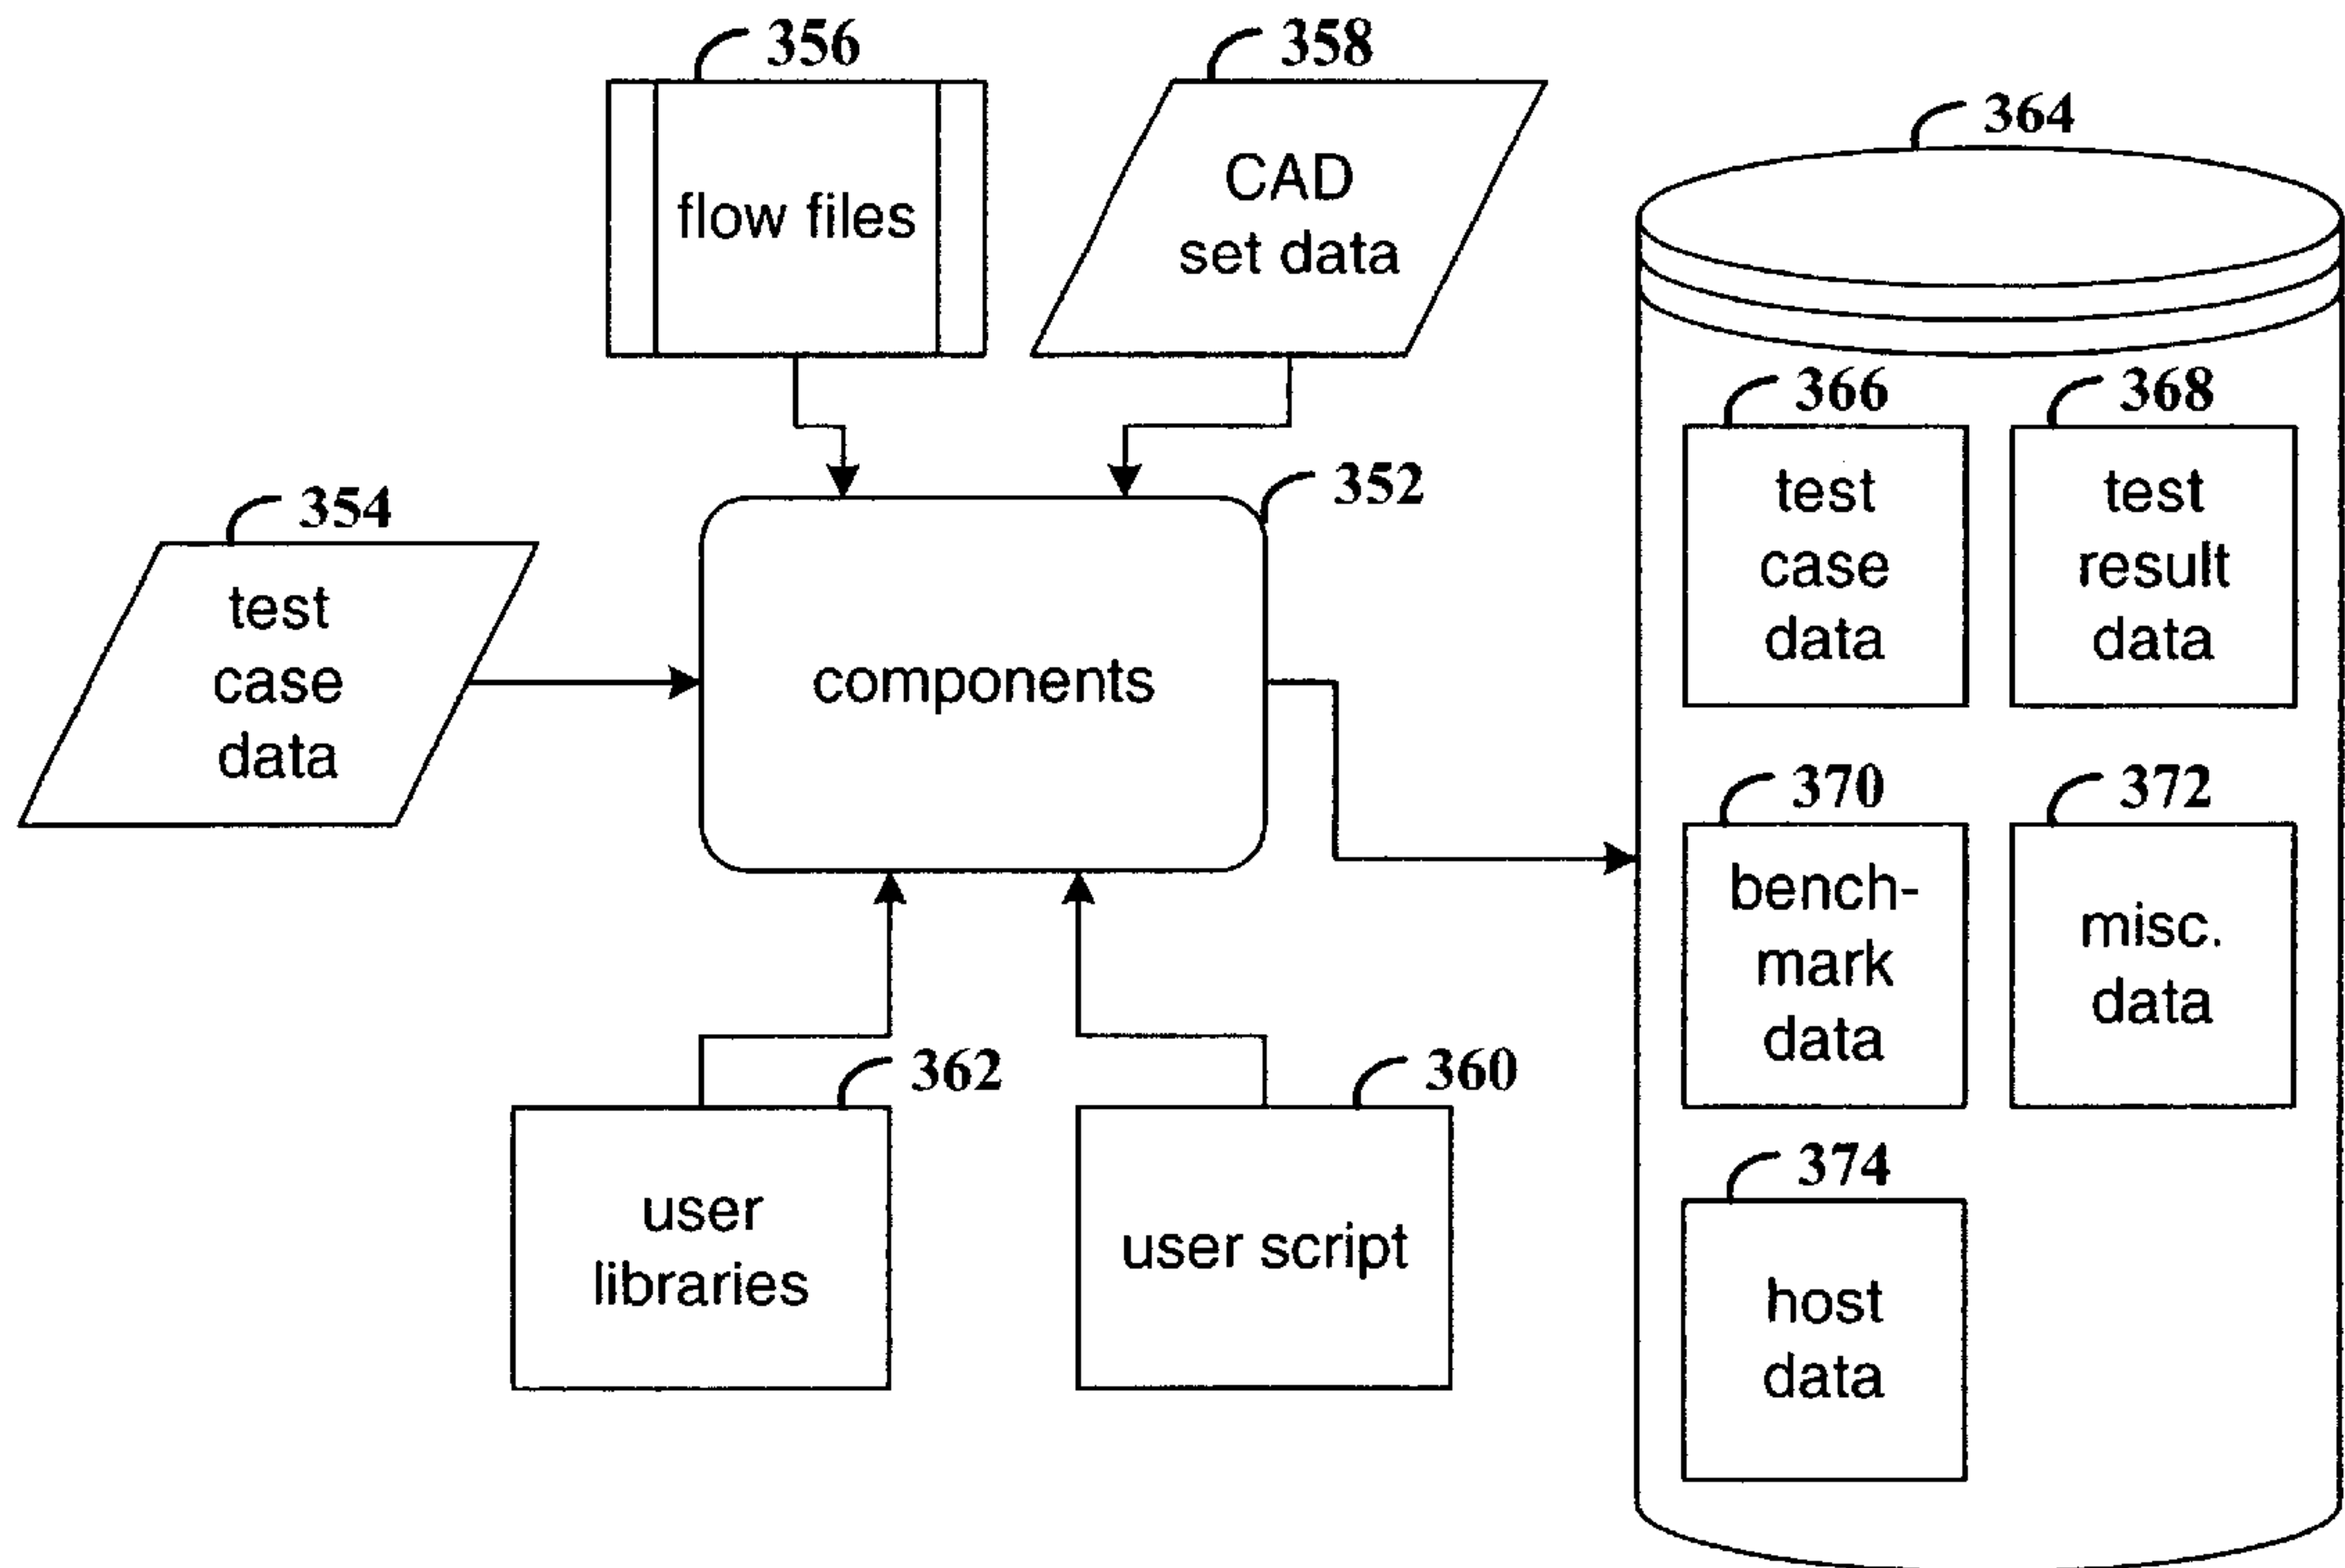 356
flow files
358
CAD
set data
364
354
test
case
data
352
components
366
test
case
data
368
test
result
data
370
bench-
mark
data
372
misc.
data
362
user
libraries
360
user script
374
host
data